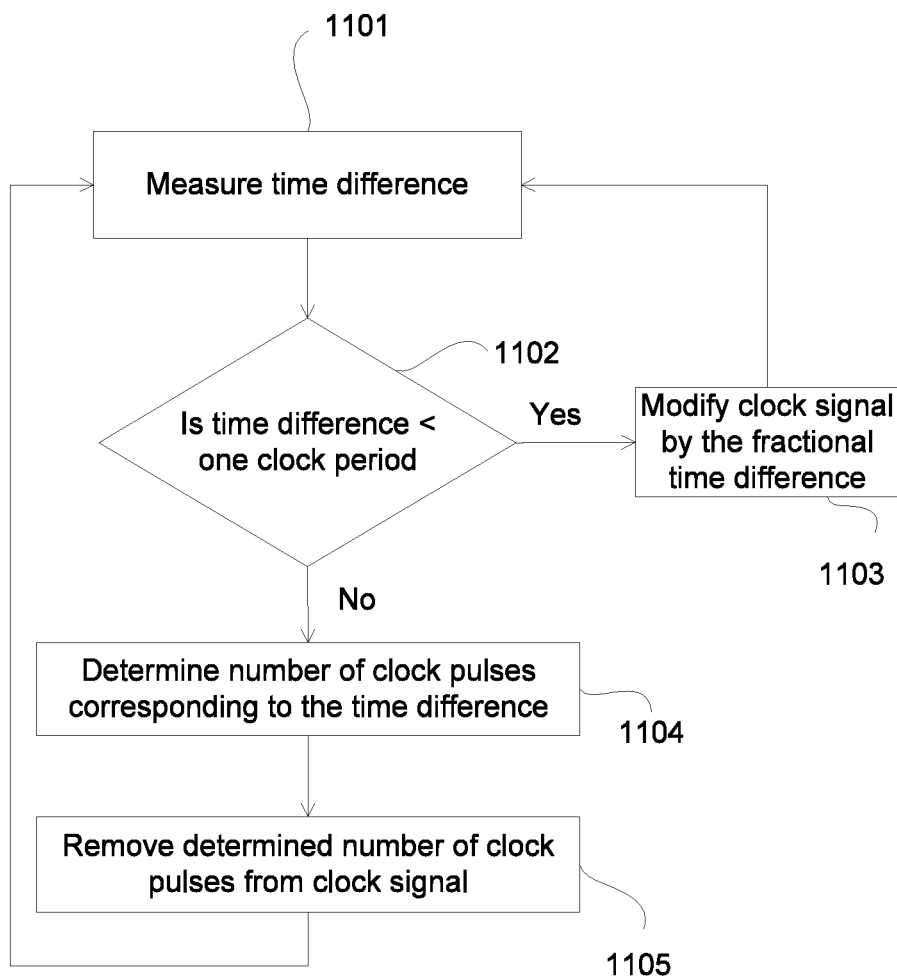 1101
Measure time difference
1102
Is time difference <
one clock period
Yes
Modify clock signal
by the fractional
time difference
1103
No
Determine number of clock pulses
corresponding to the time difference
1104
Remove determined number of clock
pulses from clock signal
1105